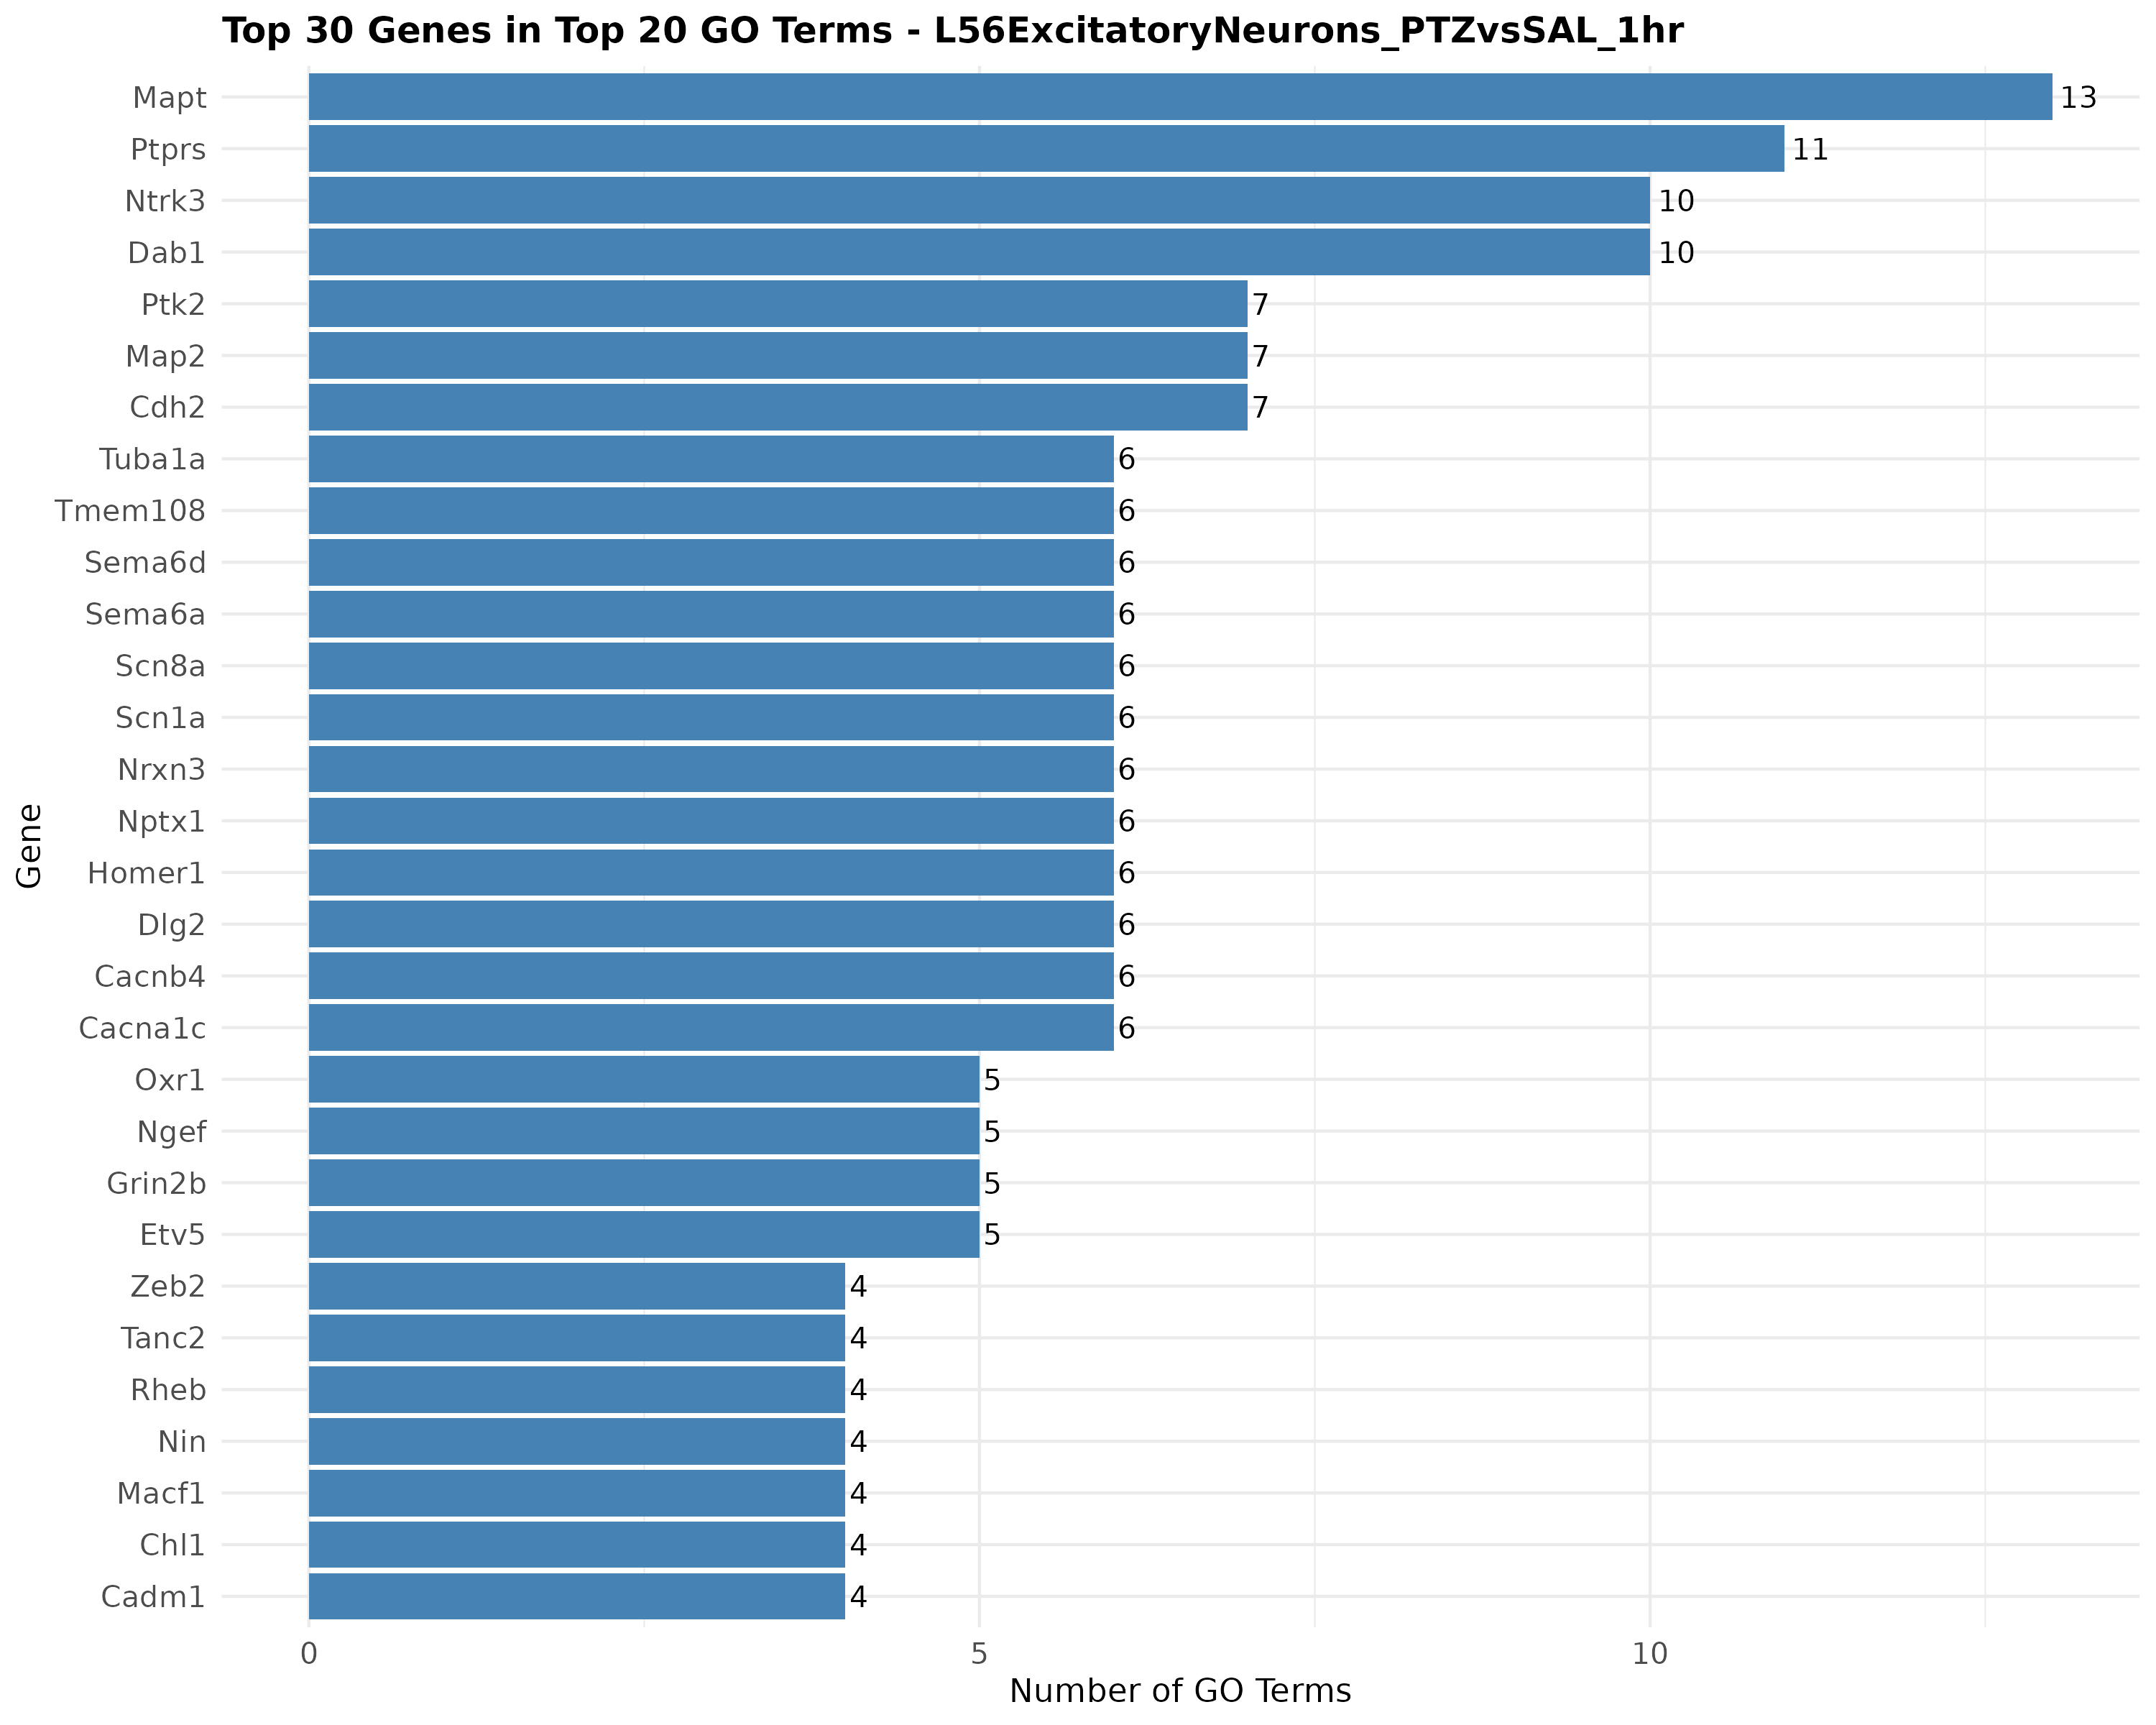 Top 30 Genes in Top 20 GO Terms - L56ExcitatoryNeurons_PTZvsSAL_1hr
Mapt 13
Ptprs 11
Ntrk3 10
Dab1 10
Ptk2 7
Map2 7
Cdh2 7
Tuba1a 6
Tmem108 6
Sema6d 6
Sema6a 6
Scn8a 6
Scn1a 6
Nrxn3 6
Nptx1 6
Homer1 6
Dlg2 6
Cacnb4 6
Cacna1c 6
Oxr1 5
Ngef 5
Grin2b 5
Etv5 5
Zeb2 4
Tanc2 4
Rheb 4
Nin 4
Macf1 4
Chl1 4
Cadm1 4
Gene
0 5 10
Number of GO Terms